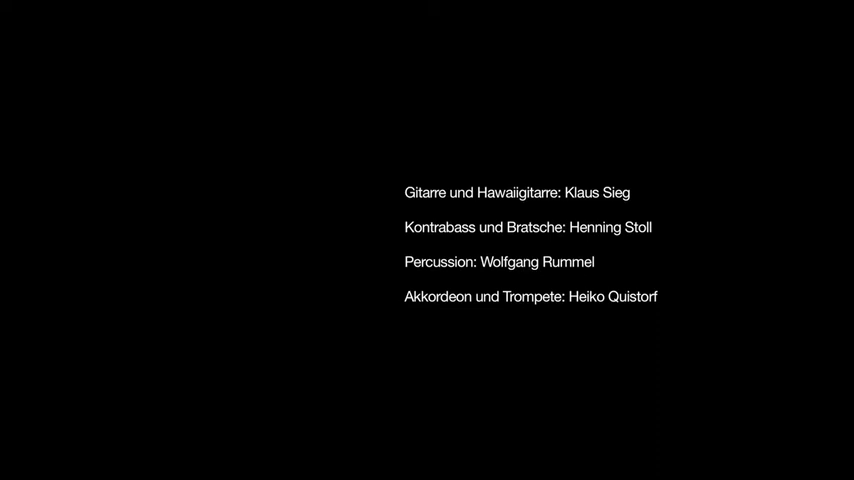 Gitarre und Hawaiigitarre: Klaus Sieg
Kontrabass und Bratsche: Henning Stoll
Percussion: Wolfgang Rummel
Akkordeon und Trompete: Heiko Quistorf